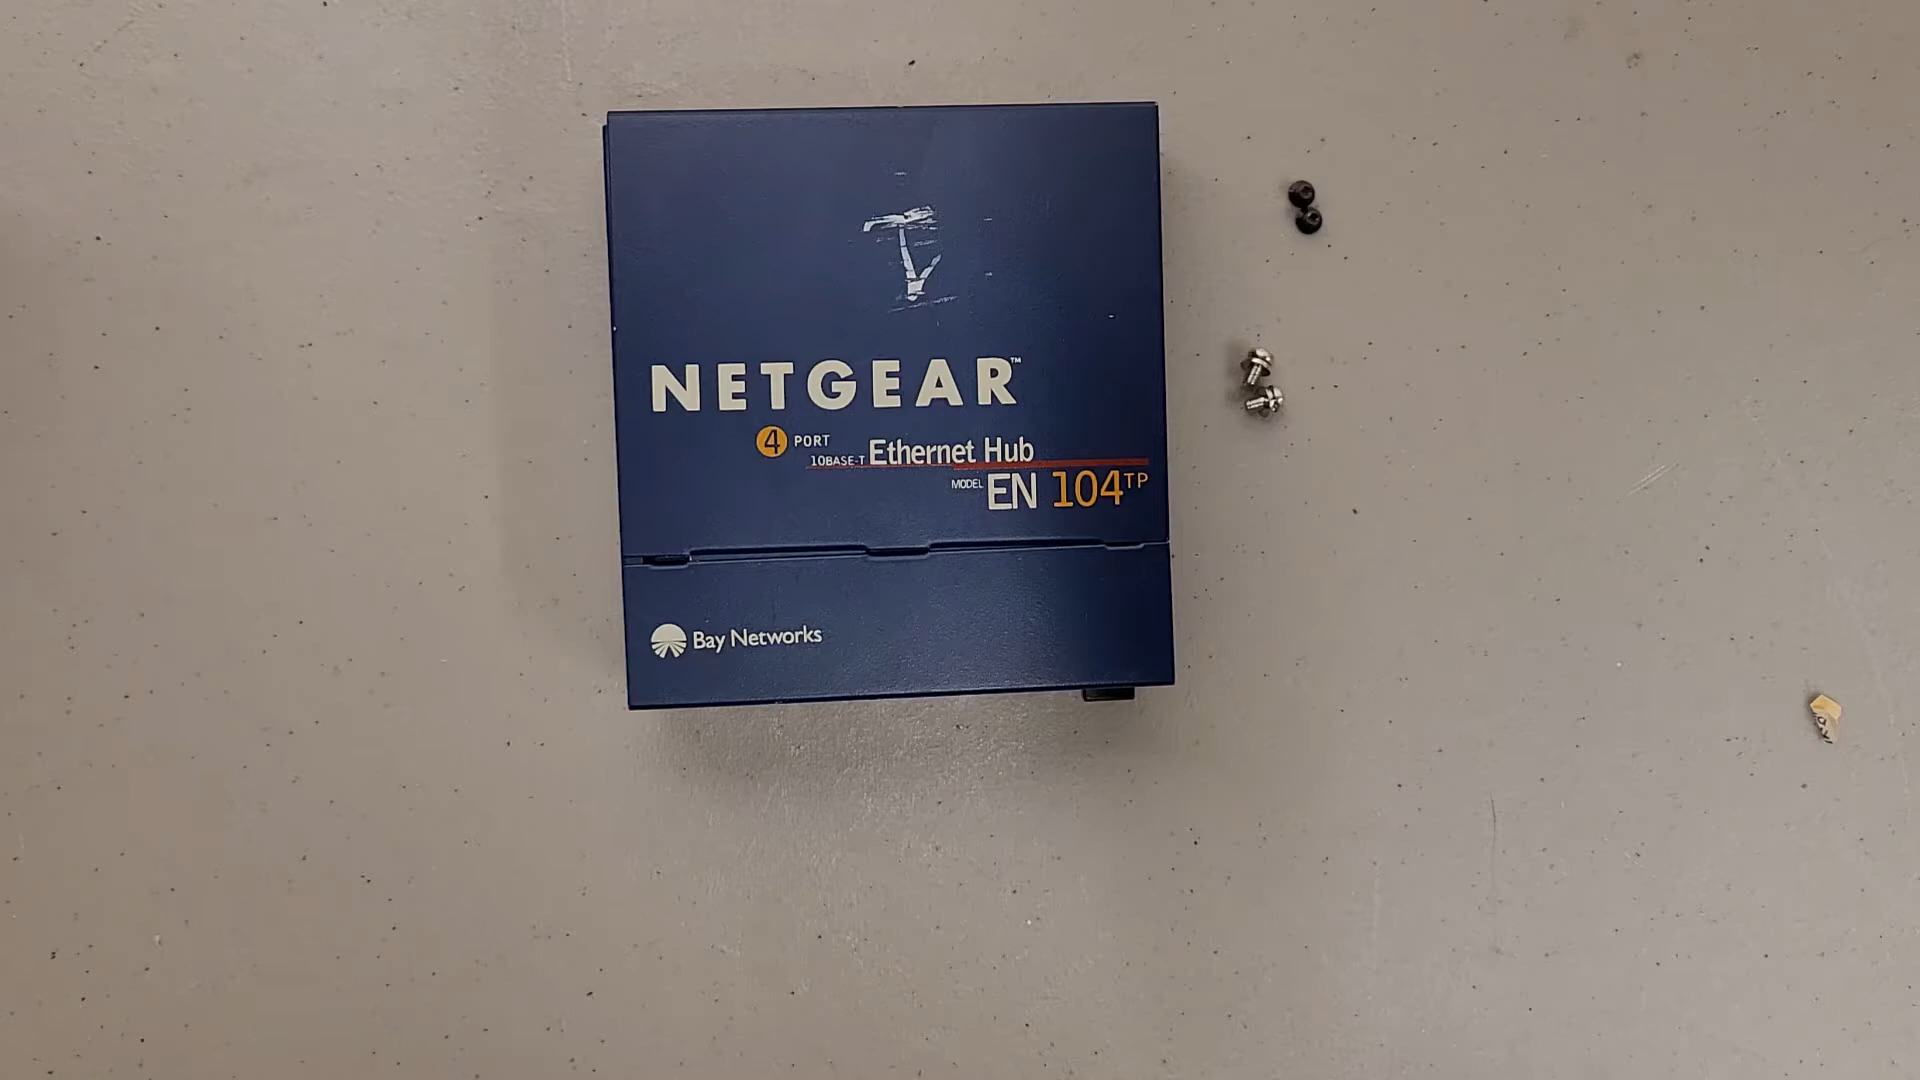 NETGEAR™
4 PORT
10BASE-T Ethernet Hub
MODEL EN 104TP
Bay Networks